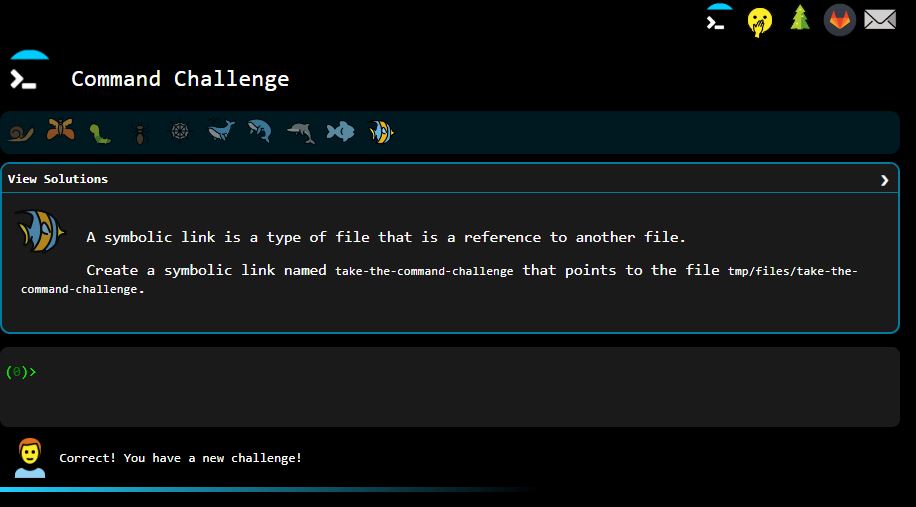 Command Challenge
View Solutions
A symbolic link is a type of file that is a reference to another file.
Create a symbolic link named take-the-command-challenge that points to the file tmp/files/take-the-
command-challenge.
(0)>
Correct! You have a new challenge!